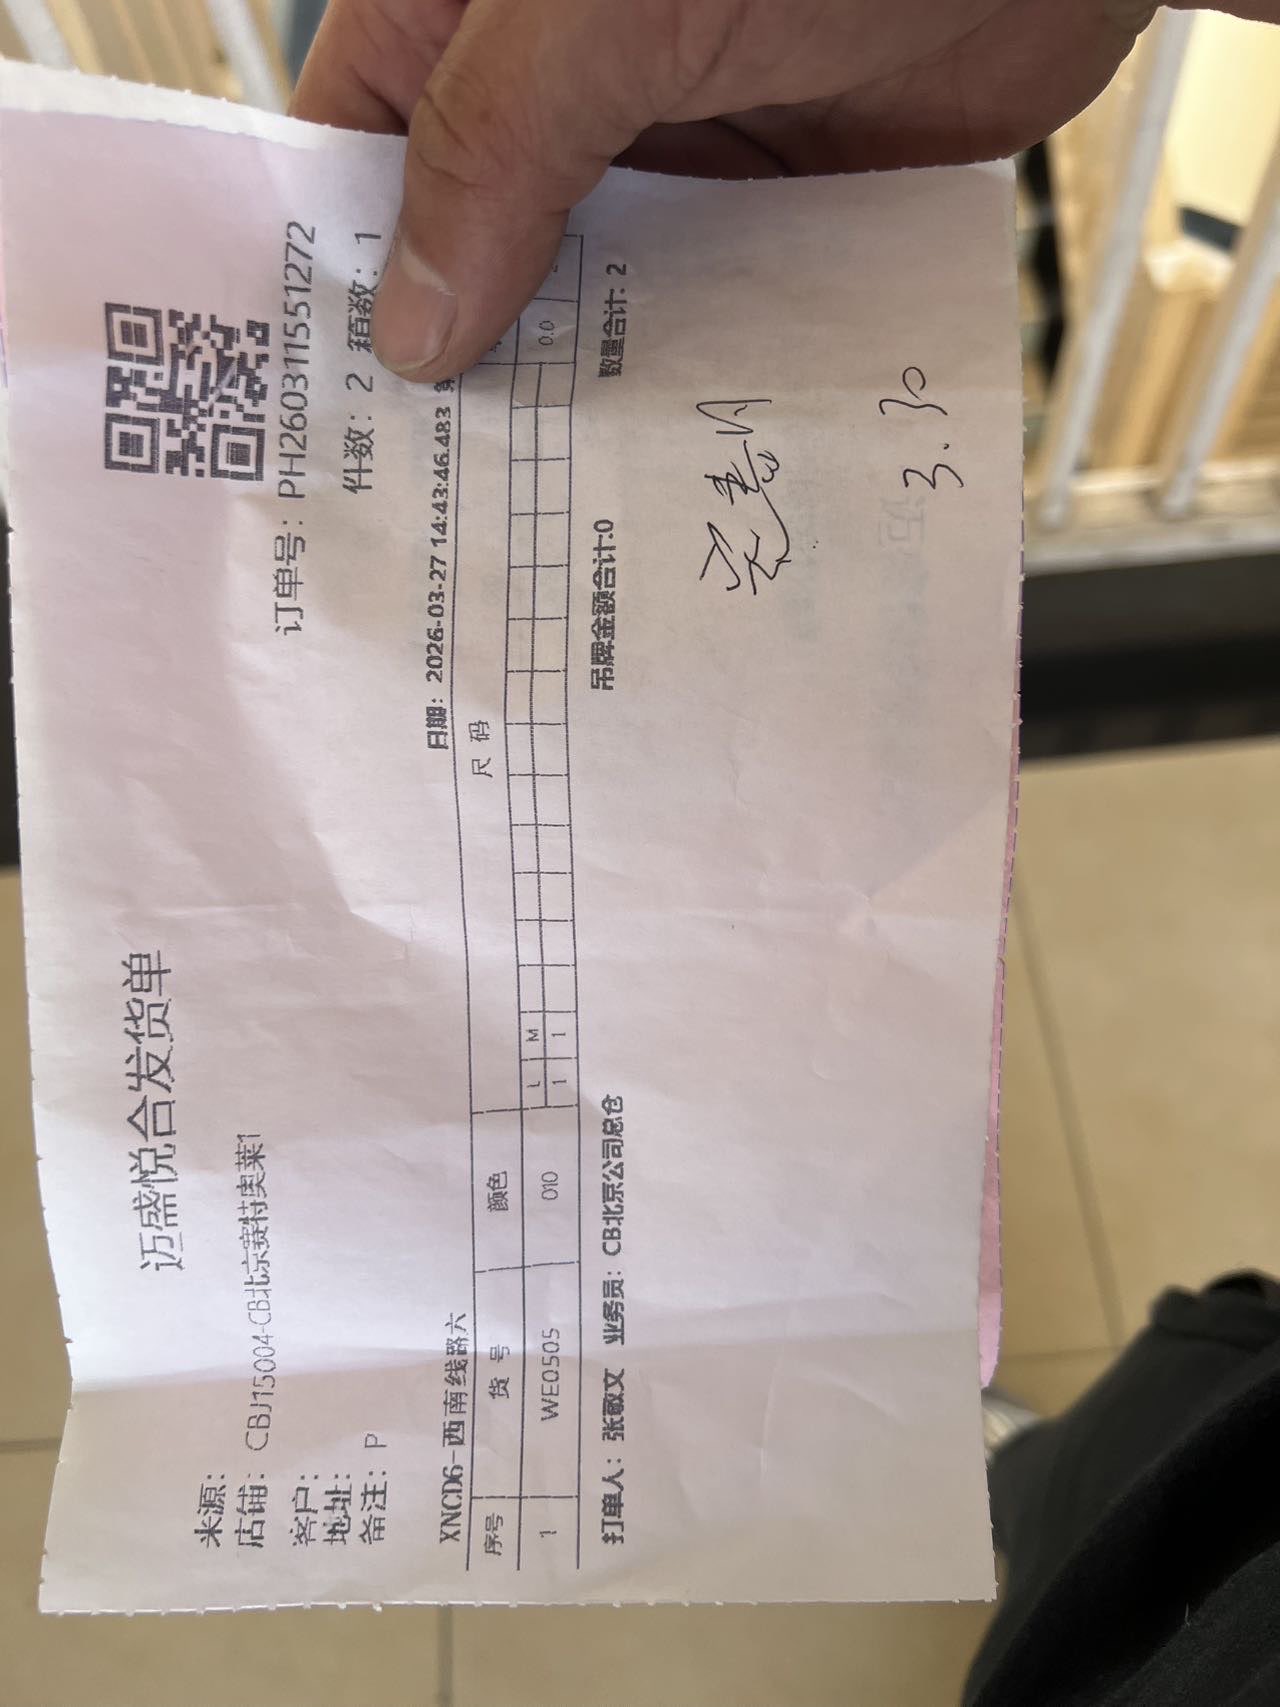 迈盛悦合发货单
来源：
店铺：CBJ15004-CB北京赛特奥莱1
订单号：PH260311551272
客户：
地址：
件数：2 箱数：1
备注：P
XNCD6-西南线路六 日期：2026-03-27 14:43:46.483
序号 货号 颜色 尺码
L M
1 WE0505 010 1 1 0.0
打单人：张敬文 业务员：CB北京公司总仓 吊牌金额合计:0 数量合计：2
3.30